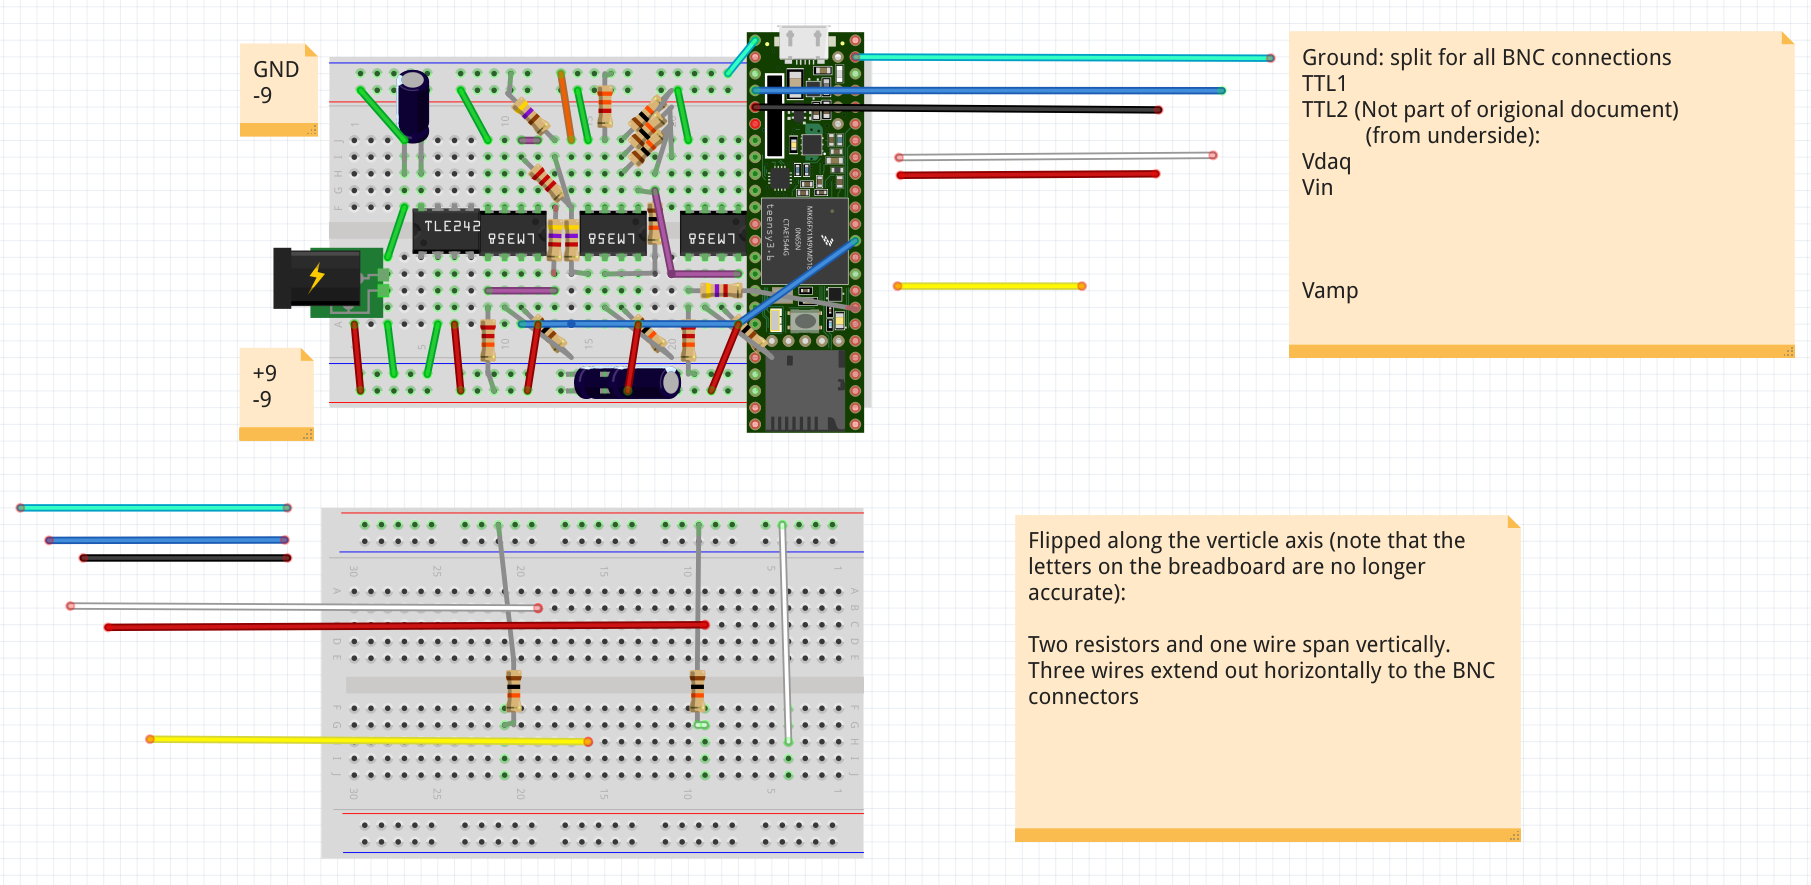 GND
-9
Ground: split for all BNC connections
TTL1
TTL2 (Not part of origional document)
(from underside):
Vdaq
Vin
Vamp
TLE242
LM358
LM358
LM358
teensy3.6
+9
-9
Flipped along the verticle axis (note that the
letters on the breadboard are no longer
accurate):
Two resistors and one wire span vertically.
Three wires extend out horizontally to the BNC
connectors
30 25 20 15 10 5 1
A A
B
C
D D
E E
F F
G G
H H
I I
J J
30 25 20 15 10 5 1